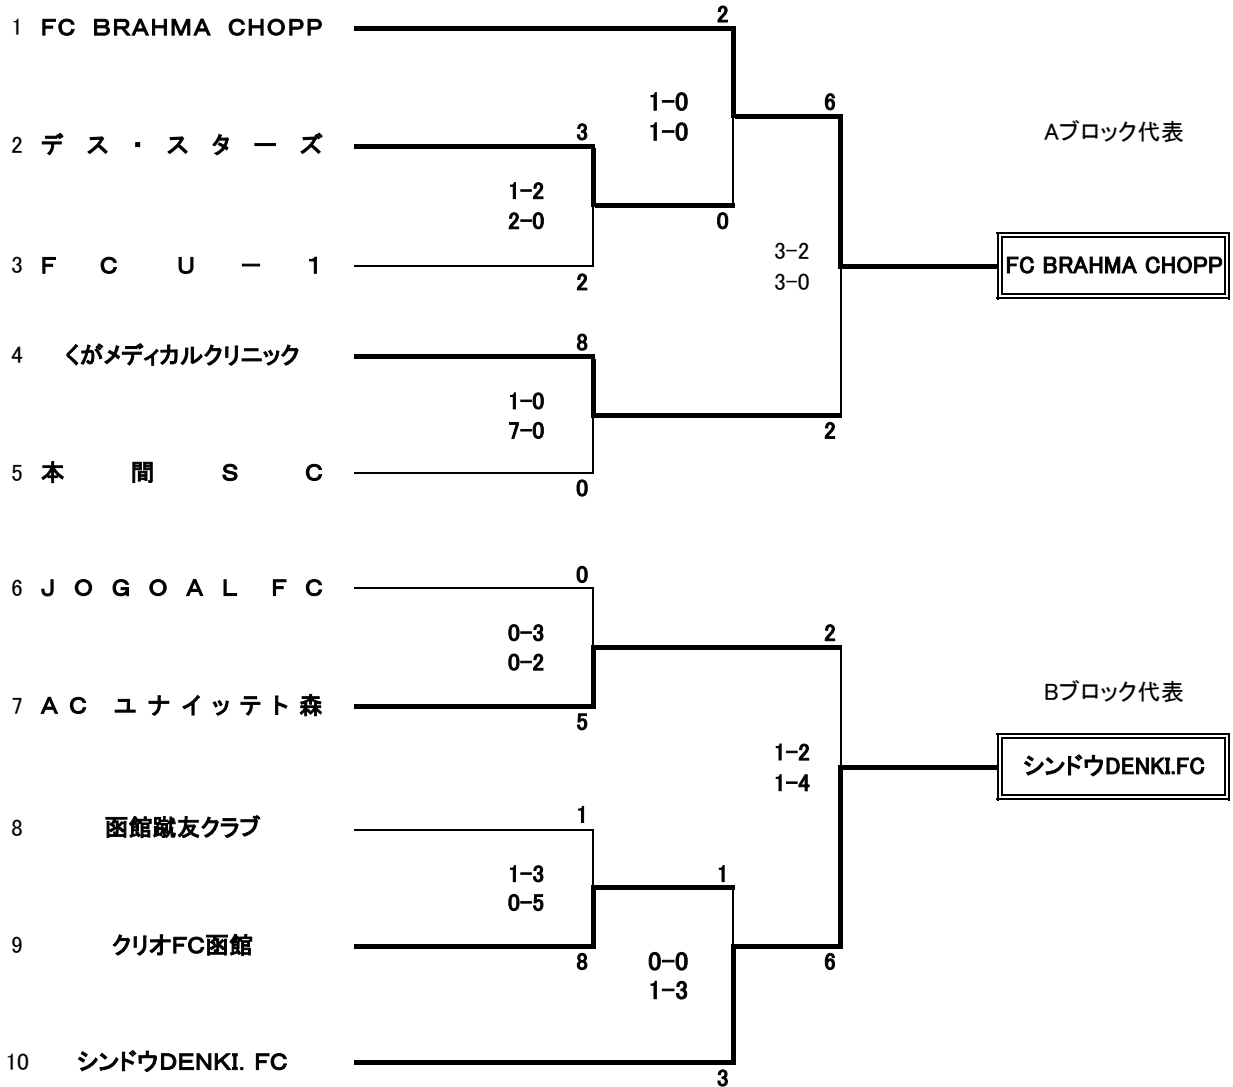 2
1 FC BRAHMA CHOPP
1-0
1-0
6
Aブロック代表
3
2 デス・スターズ
1-2
2-0
0
3-2
3-0
FC BRAHMA CHOPP
3 FCU-1
2
8
4 くがメディカルクリニック
1-0
7-0
2
5 本間SC
0
0
6 JOGOAL FC
0-3
0-2
2
Bブロック代表
7 AC ユナイッテト森
5
1-2
1-4
シンドウDENKI.FC
1
8 函館蹴友クラブ
1-3
0-5
1
9 クリオFC函館
8
0-0
1-3
6
10 シンドウDENKI. FC
3